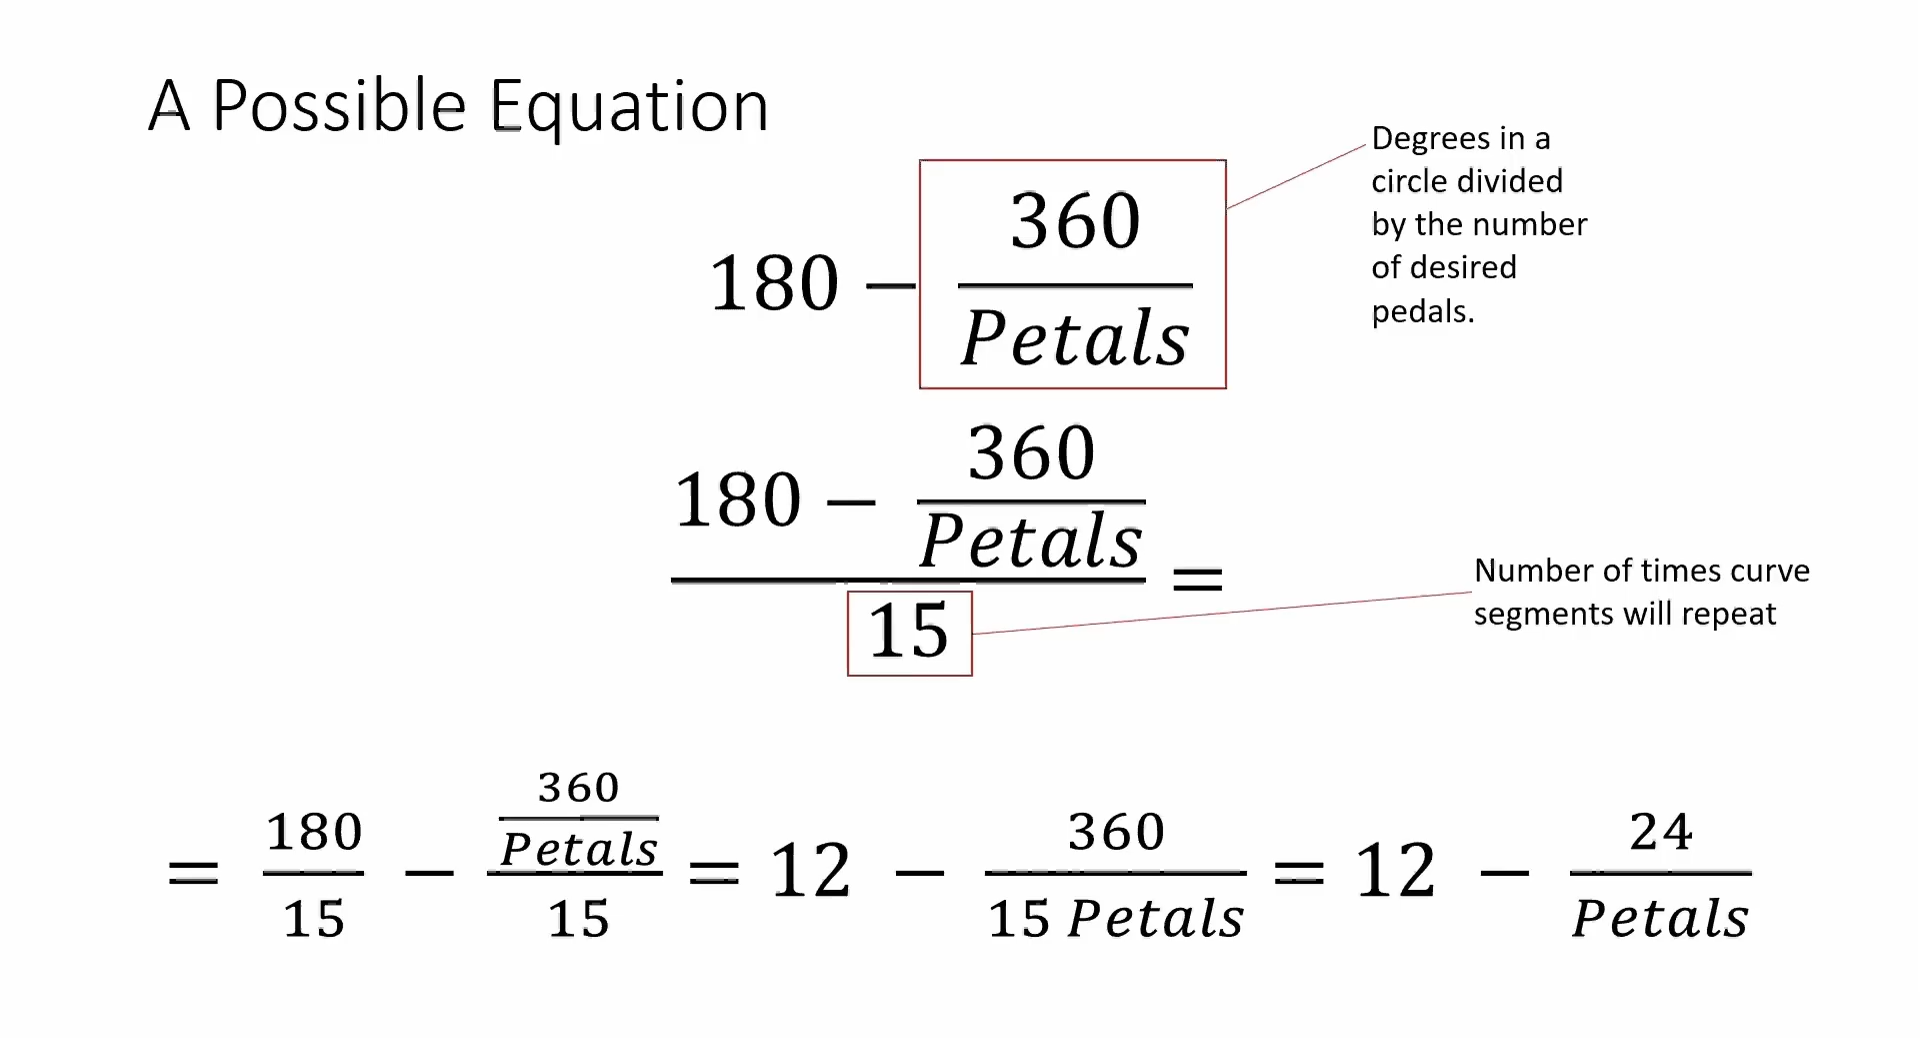 A Possible Equation
Degrees in a
circle divided
by the number
of desired
pedals.
180 − 360/Petals
(180 − 360/Petals)/15 =
Number of times curve
segments will repeat
= 180/15 − (360/Petals)/15 = 12 − 360/(15 Petals) = 12 − 24/Petals